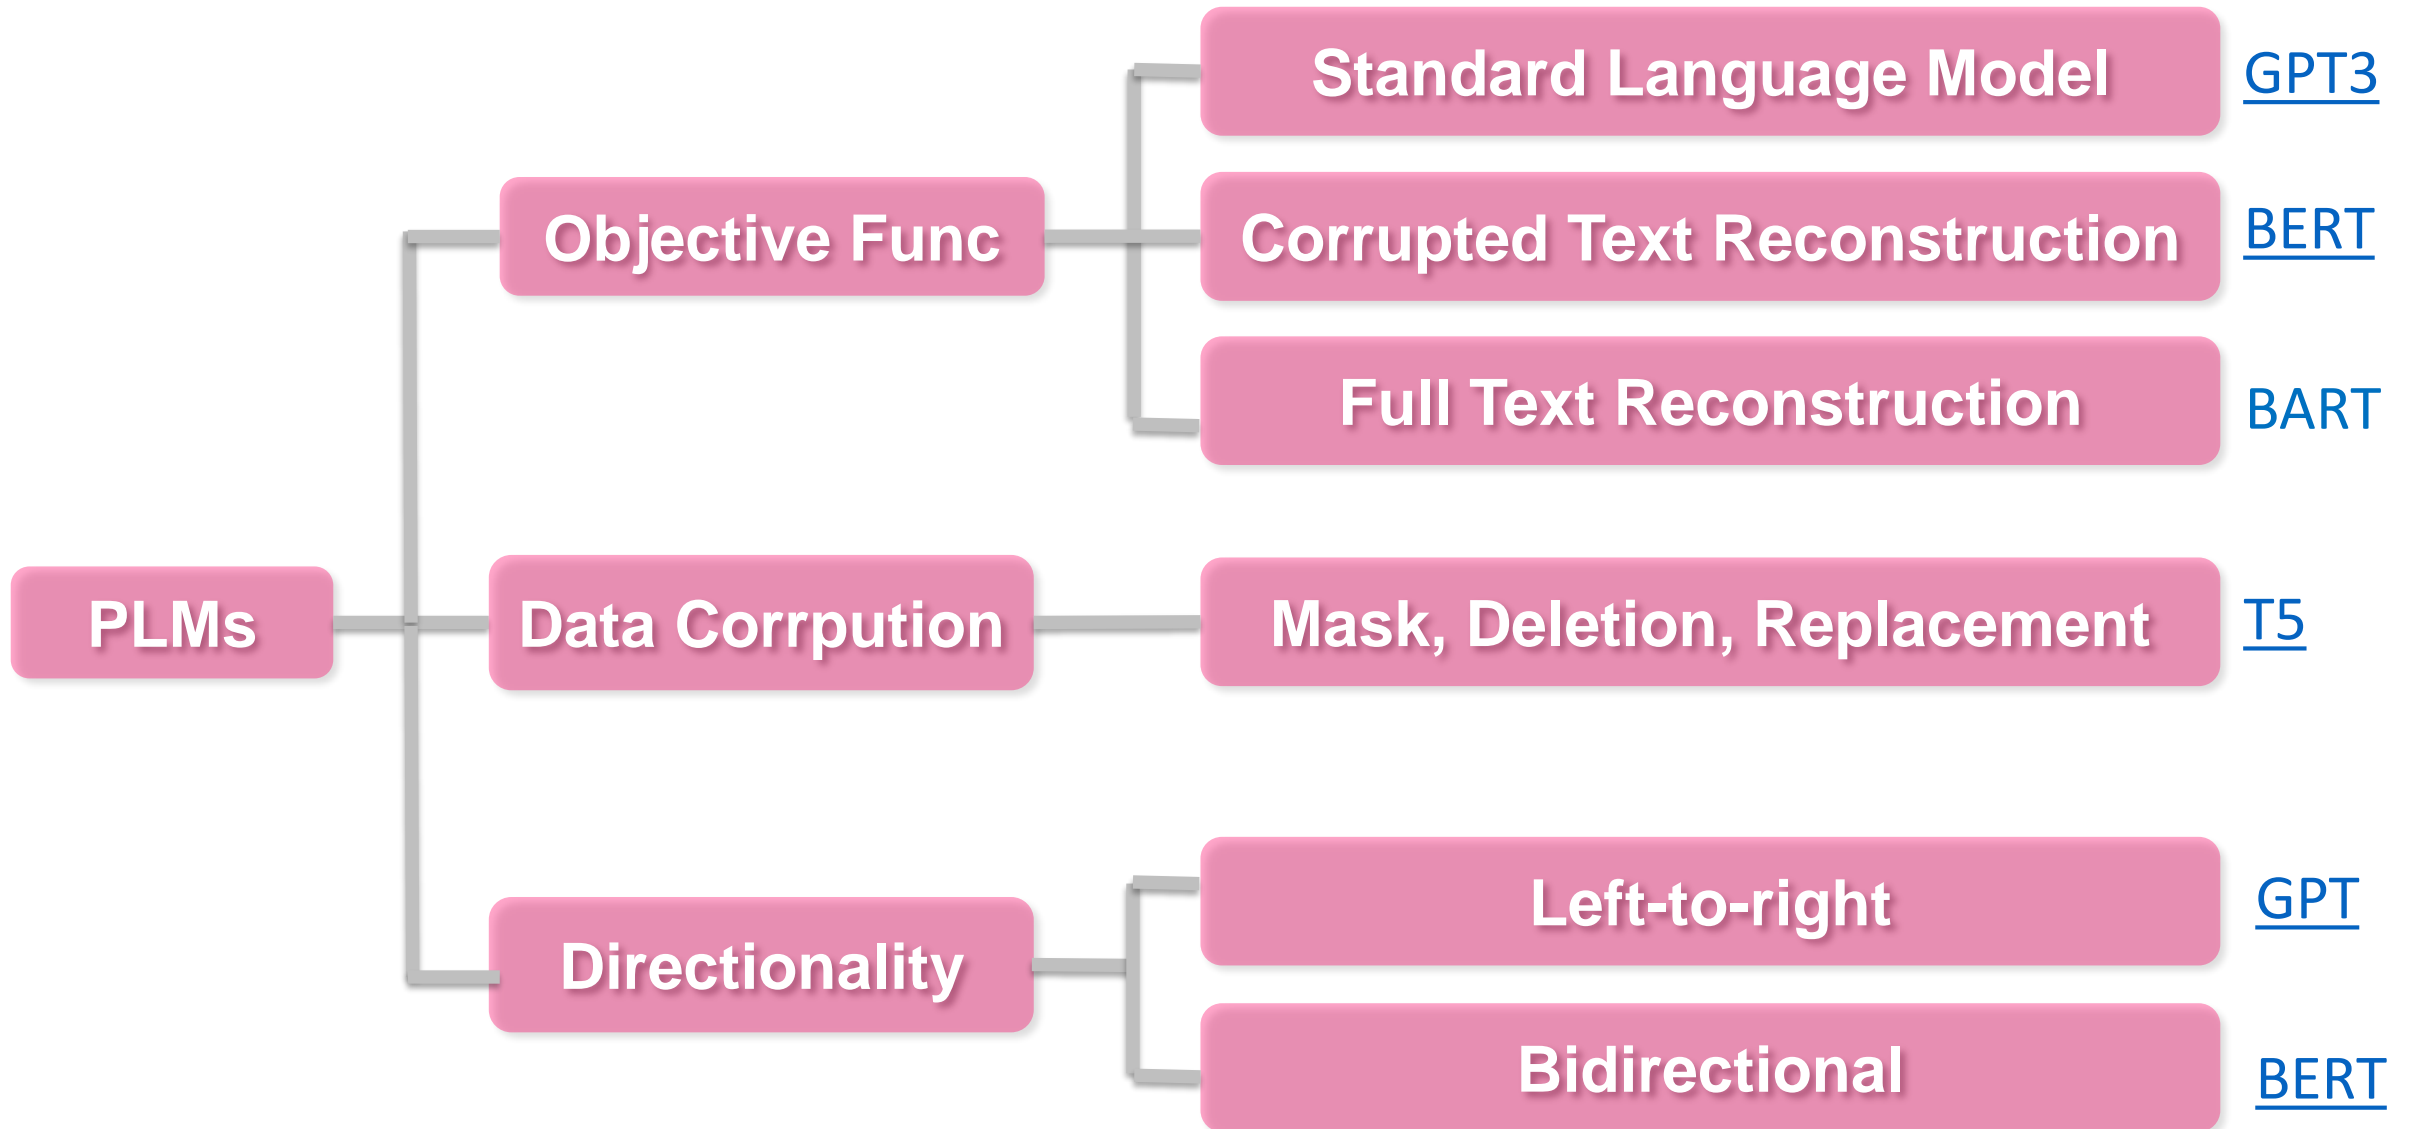 Standard Language Model GPT3
Objective Func Corrupted Text Reconstruction BERT
Full Text Reconstruction BART
PLMs Data Corrpution Mask, Deletion, Replacement T5
Left-to-right GPT
Directionality
Bidirectional BERT